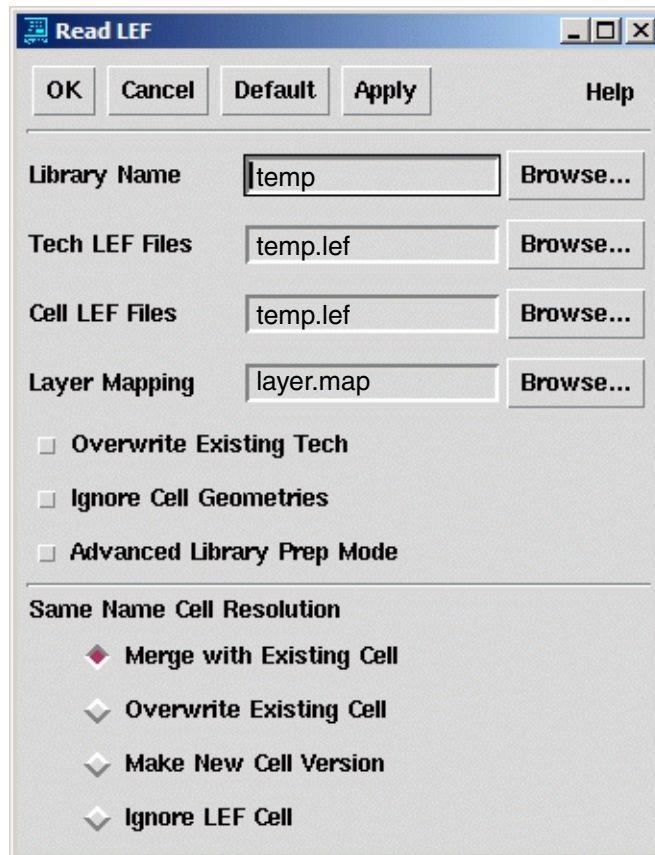 Read LEF
OK Cancel Default Apply Help
Library Name temp Browse...
Tech LEF Files temp.lef Browse...
Cell LEF Files temp.lef Browse...
Layer Mapping layer.map Browse...
Overwrite Existing Tech
Ignore Cell Geometries
Advanced Library Prep Mode
Same Name Cell Resolution
Merge with Existing Cell
Overwrite Existing Cell
Make New Cell Version
Ignore LEF Cell